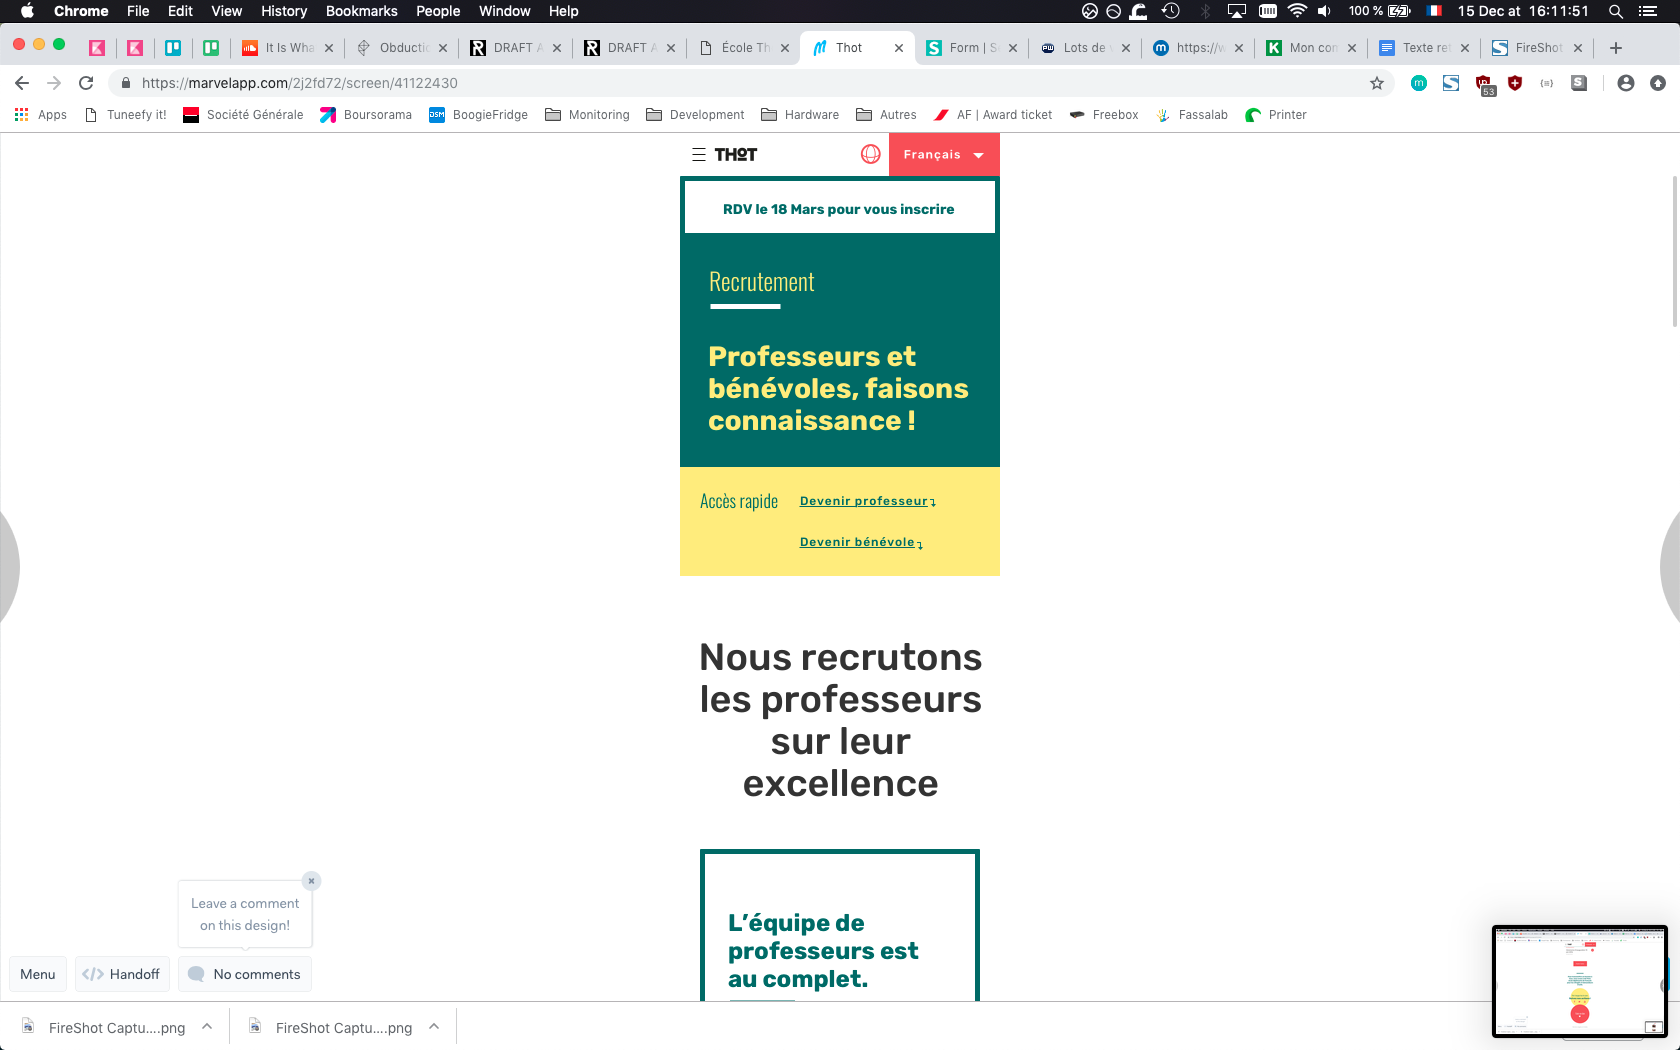 Chrome File Edit View History Bookmarks People Window Help 100 % 15 Dec at 16:11:51
It Is Wha Obductio DRAFT A DRAFT A École Th Thot Form | S Lots de https://w Mon con Texte ret FireShot
https://marvelapp.com/2j2fd72/screen/41122430 53
Apps Tuneefy it! Société Générale Boursorama BoogieFridge Monitoring Development Hardware Autres AF | Award ticket Freebox Fassalab Printer
THOT Français
RDV le 18 Mars pour vous inscrire
Recrutement
Professeurs et
bénévoles, faisons
connaissance !
Accès rapide Devenir professeur
Devenir bénévole
Nous recrutons
les professeurs
sur leur
excellence
L’équipe de
professeurs est
au complet.
Leave a comment
on this design!
Menu Handoff No comments
FireShot Captu....png FireShot Captu....png